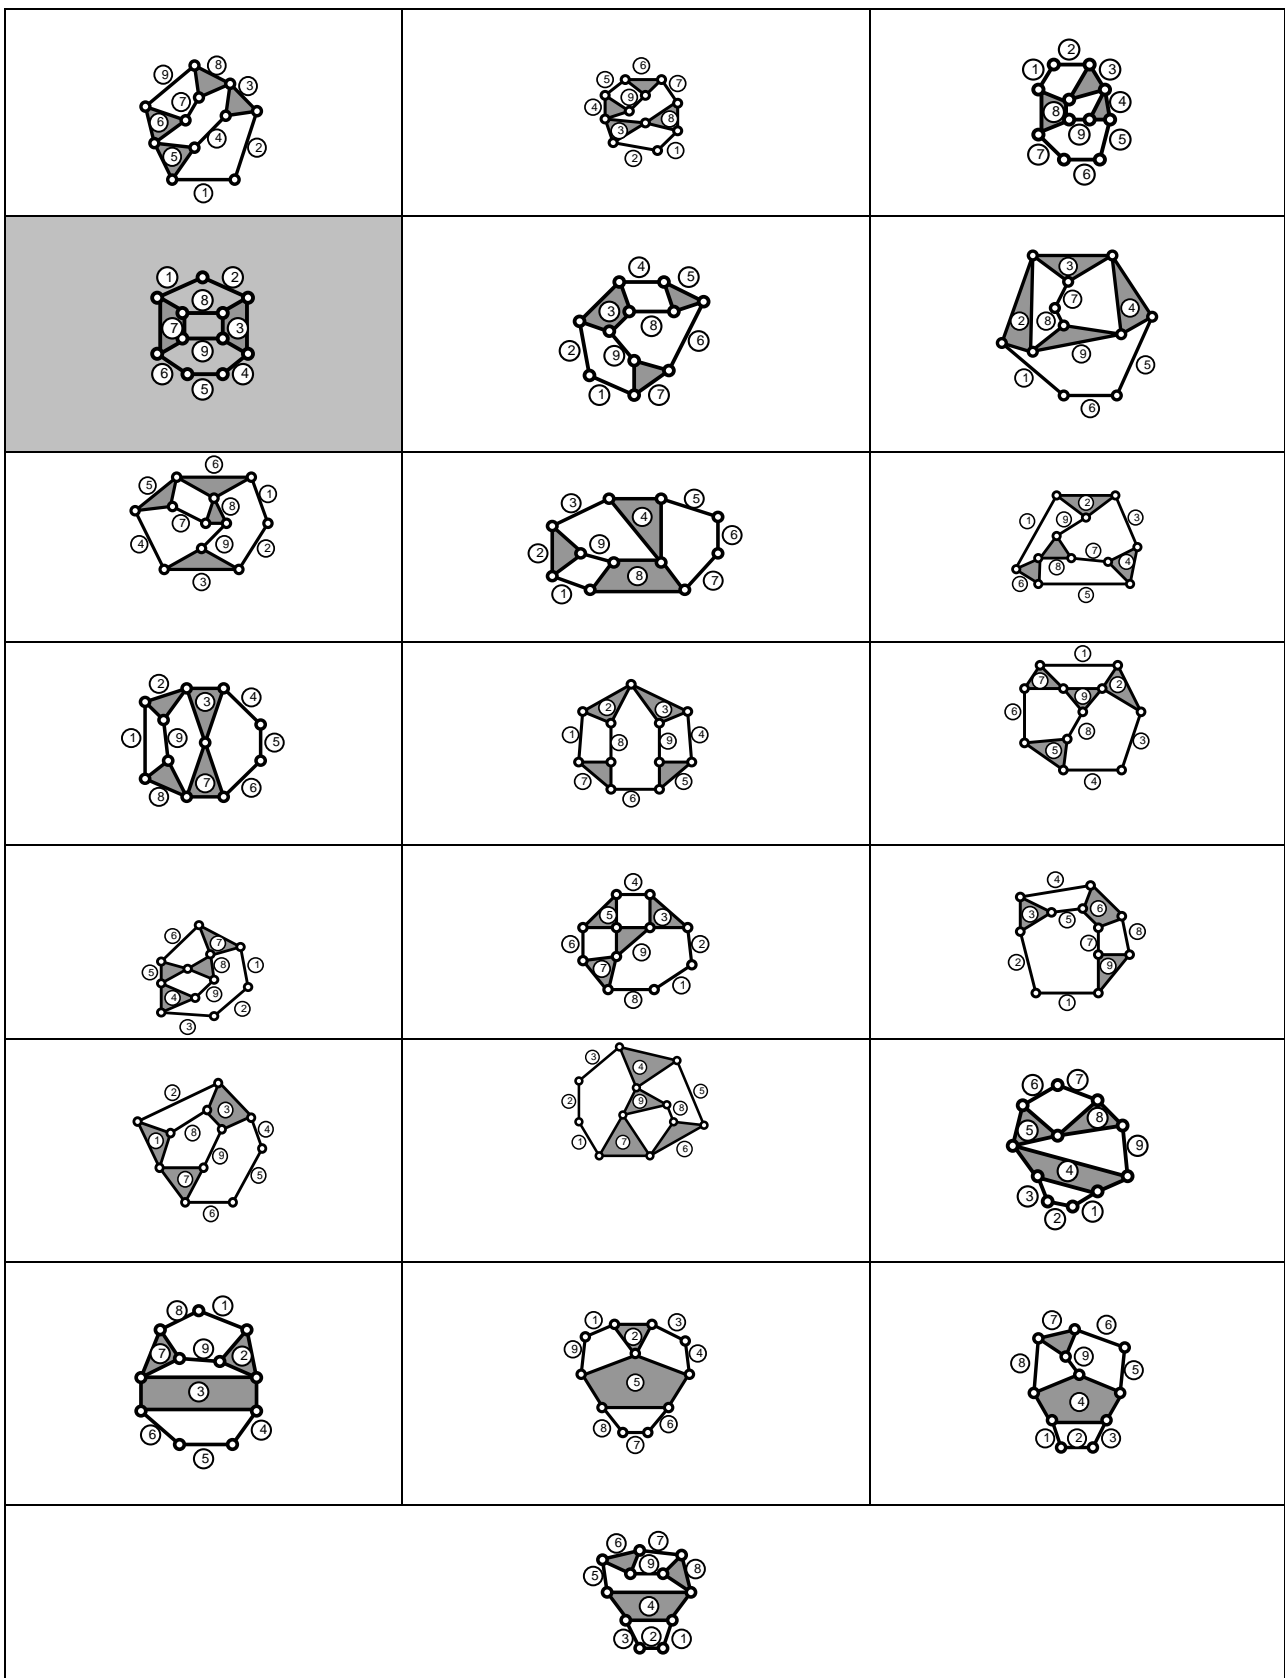 9 8 3 7 6 4 5 2 1
5 6 7 9 4 8 3 2 1
2 1 3 4 8 9 5 7 6
1 2 8 7 3 9 6 5 4
4 5 3 8 2 9 6 1 7
3 7 2 8 4 9 1 5 6
6 5 1 8 7 4 9 2 3
3 5 4 2 9 6 8 7 1
2 1 9 3 7 4 8 6 5
2 3 4 1 9 5 7 8 6
2 3 1 8 9 4 7 5 6
1 7 2 9 6 8 3 5 4
6 7 5 8 1 9 4 2 3
4 5 3 6 9 2 7 1 8
4 6 3 5 8 7 2 9 1
2 3 1 8 4 9 5 7 6
3 4 5 2 9 8 1 7 6
6 7 8 5 9 4 3 1 2
8 1 7 9 2 3 6 4 5
1 3 2 9 4 5 8 6 7
7 6 9 8 5 4 1 2 3
6 7 9 5 8 4 3 2 1